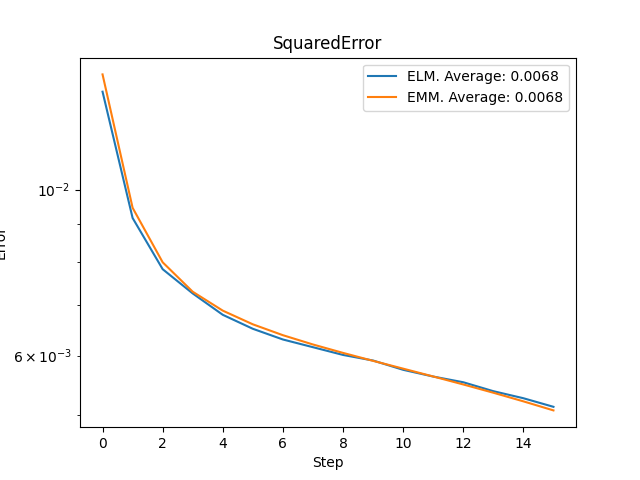 SquaredError
ELM. Average: 0.0068
EMM. Average: 0.0068
10⁻²
6 × 10⁻³
Error
0 2 4 6 8 10 12 14
Step